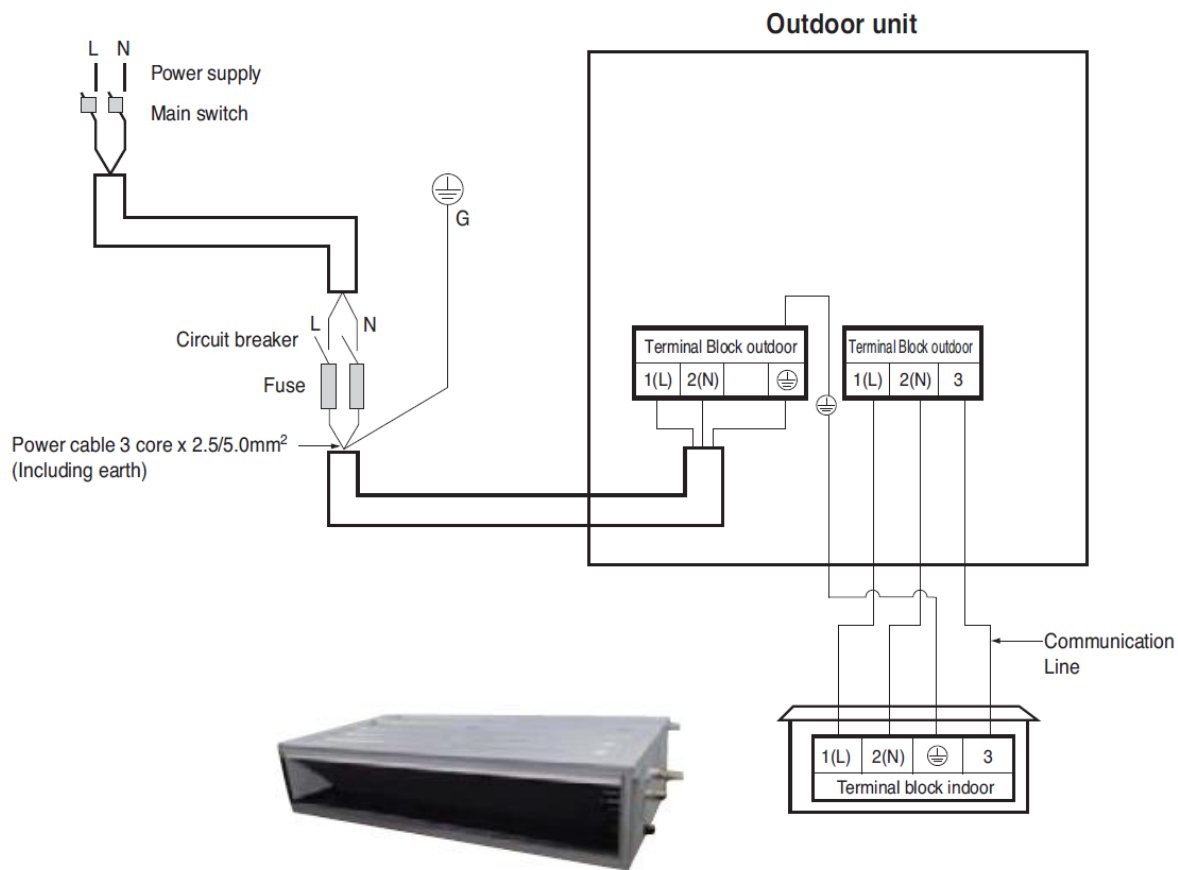 Outdoor unit
L N
Power supply
Main switch
G
L N
Circuit breaker
Fuse
Power cable 3 core x 2.5/5.0mm²
(Including earth)
Terminal Block outdoor
1(L) 2(N)
Terminal Block outdoor
1(L) 2(N) 3
Communication
Line
1(L) 2(N) 3
Terminal block indoor